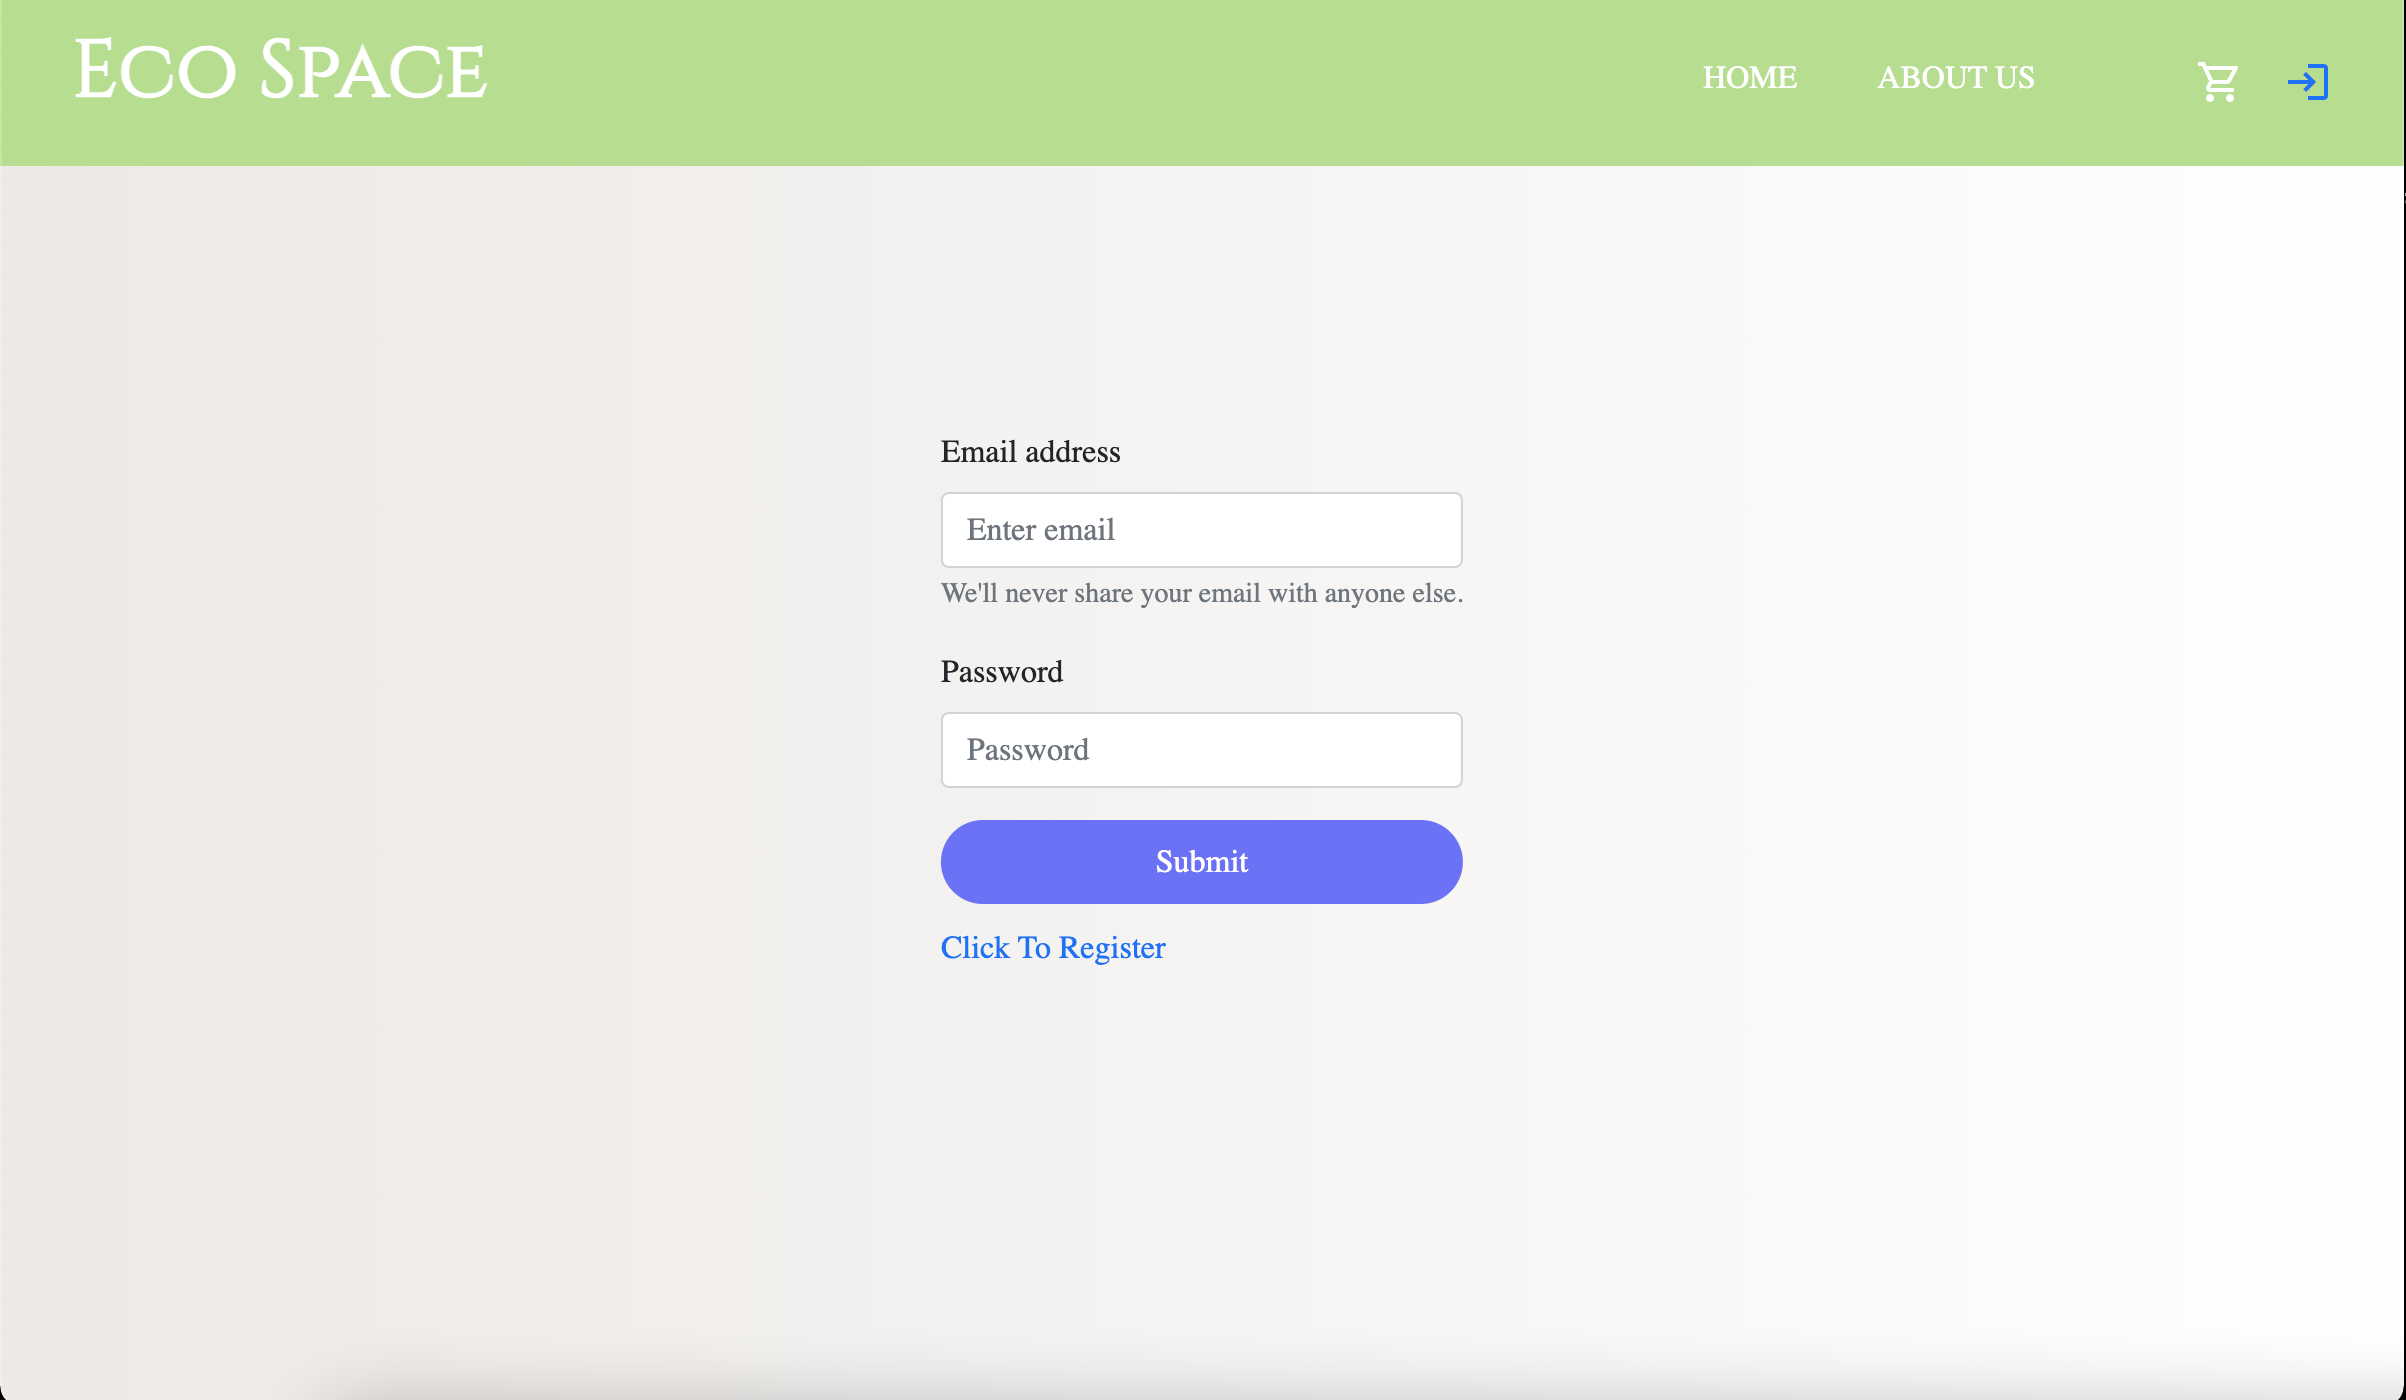 Eco Space
HOME ABOUT US
Email address
Enter email
We'll never share your email with anyone else.
Password
Password
Submit
Click To Register